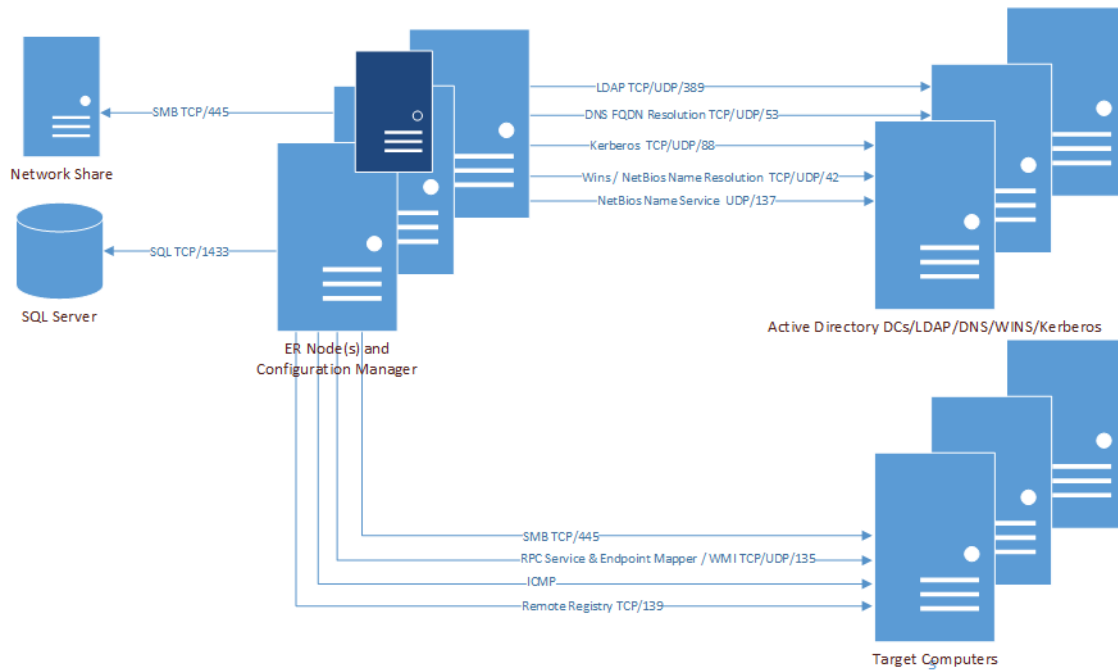 LDAP TCP/UDP/389
SMB TCP/445
DNS FQDN Resolution TCP/UDP/53
Kerberos TCP/UDP/88
Network Share
Wins / NetBios Name Resolution TCP/UDP/42
NetBios Name Service UDP/137
SQL TCP/1433
SQL Server
Active Directory DCs/LDAP/DNS/WINS/Kerberos
ER Node(s) and
Configuration Manager
SMB TCP/445
RPC Service & Endpoint Mapper / WMI TCP/UDP/135
ICMP
Remote Registry TCP/139
Target Computers